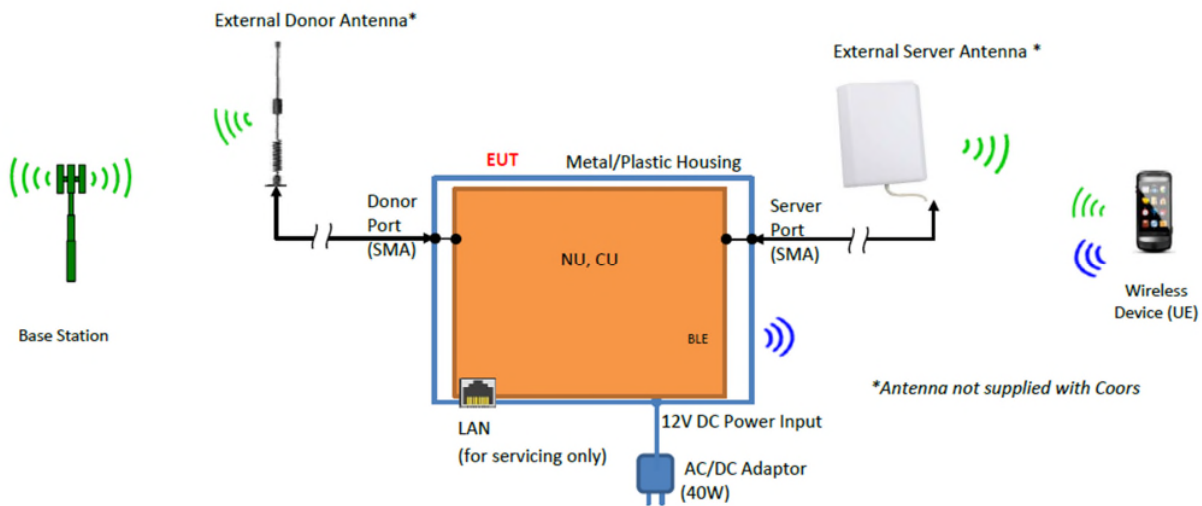 External Donor Antenna*
External Server Antenna *
EUT
Metal/Plastic Housing
Donor
Port
(SMA)
Server
Port
(SMA)
NU, CU
BLE
Base Station
Wireless
Device (UE)
*Antenna not supplied with Coors
LAN
(for servicing only)
12V DC Power Input
AC/DC Adaptor
(40W)